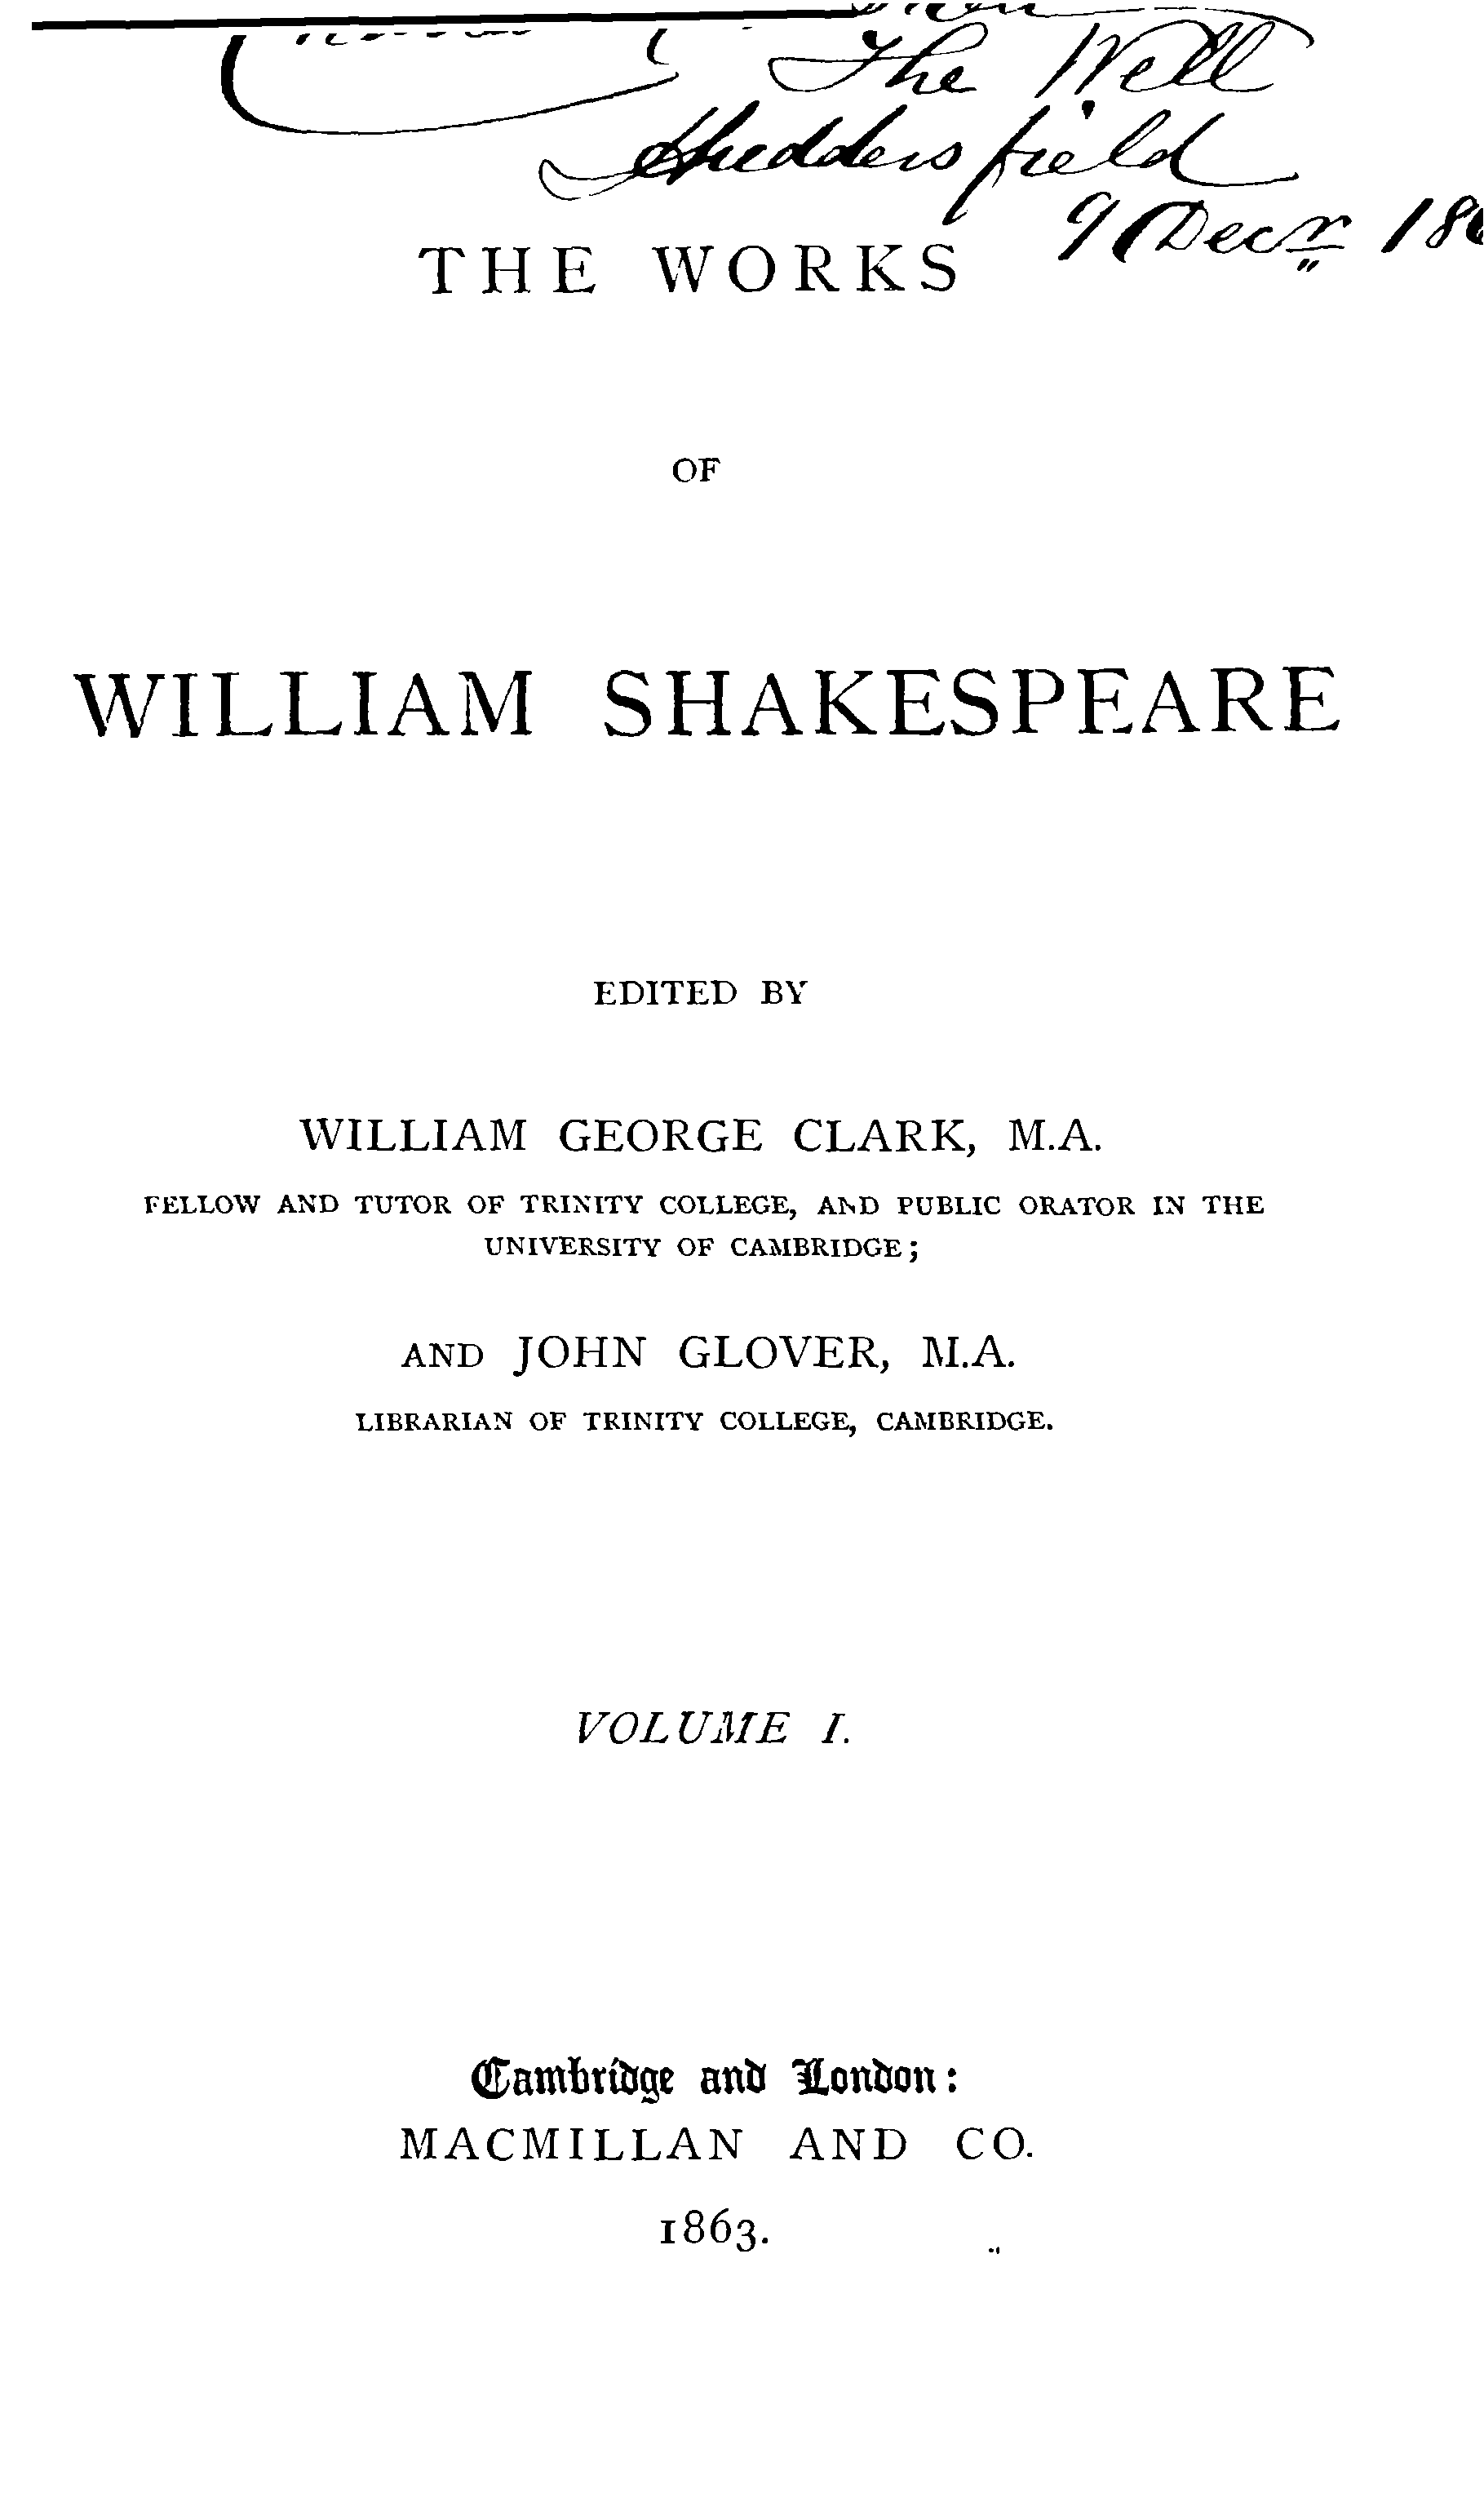 The Well
Huddersfield
9 Decr 18
THE WORKS
OF
WILLIAM SHAKESPEARE
EDITED BY
WILLIAM GEORGE CLARK, M.A.
FELLOW AND TUTOR OF TRINITY COLLEGE, AND PUBLIC ORATOR IN THE
UNIVERSITY OF CAMBRIDGE;
AND JOHN GLOVER, M.A.
LIBRARIAN OF TRINITY COLLEGE, CAMBRIDGE.
VOLUME I.
Cambridge and London:
MACMILLAN AND CO.
1863.